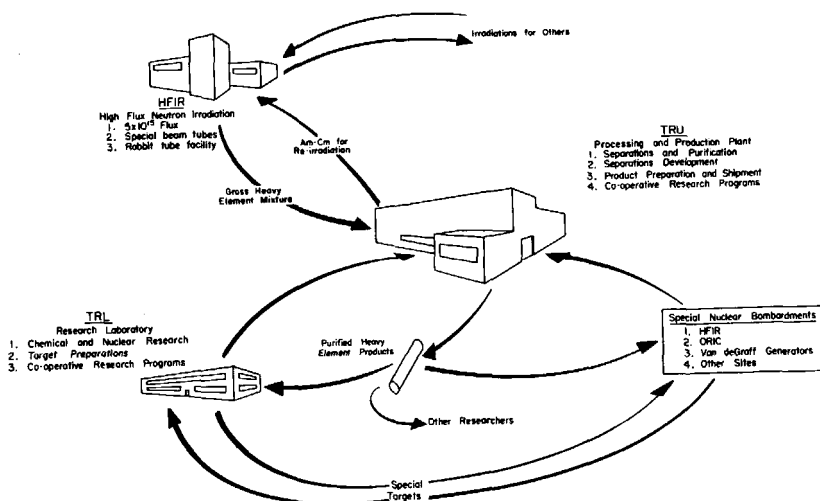 Irradiations for Others
HFIR
High Flux Neutron Irradiation
1. 5x10¹⁵ Flux
2. Special beam tubes
3. Rabbit tube facility
Am-Cm for
Re-irradiation
Gross Heavy
Element Mixture
TRU
Processing and Production Plant
1. Separations and Purification
2. Separations Development
3. Product Preparation and Shipment
4. Co-operative Research Programs
TRL
Research Laboratory
1. Chemical and Nuclear Research
2. Target Preparations
3. Co-operative Research Programs
Purified Heavy
Element Products
Other Researchers
Special Nuclear Bombardments
1. HFIR
2. ORIC
3. Van deGraff Generators
4. Other Sites
Special
Targets